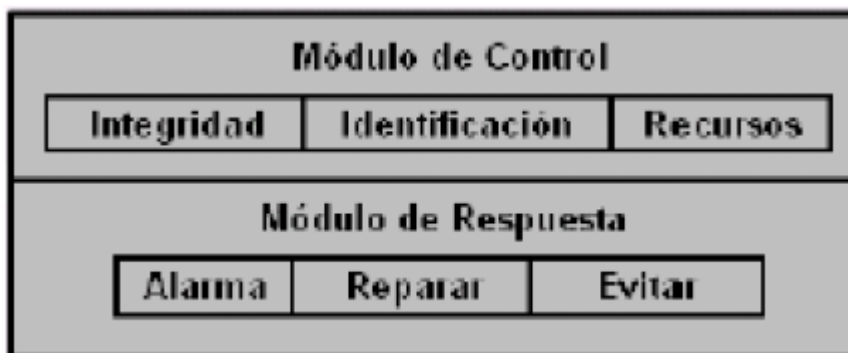 Módulo de Control
Integridad Identificación Recursos
Módulo de Respuesta
Alarma Reparar Evitar